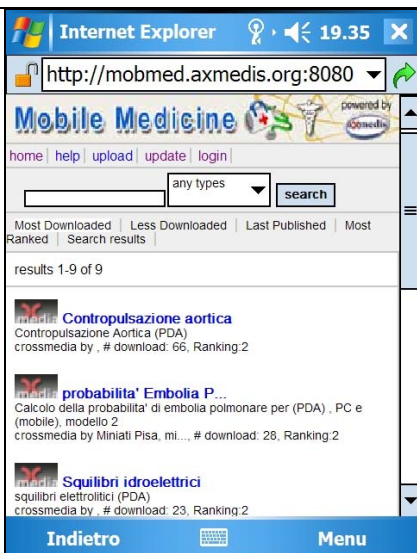 Internet Explorer 19.35
http://mobmed.axmedis.org:8080
Mobile Medicine powered by axmedis
home| help| upload| update| login|
any types search
Most Downloaded | Less Downloaded | Last Published | Most
Ranked | Search results |
results 1-9 of 9
media Contropulsazione aortica
Contropulsazione Aortica (PDA)
crossmedia by , # download: 66, Ranking:2
media probabilita' Embolia P...
Calcolo della probabilita' di embolia polmonare per (PDA) , PC e
(mobile), modello 2
crossmedia by Miniati Pisa, mi..., # download: 28, Ranking:2
media Squilibri idroelettrici
squilibri elettrolitici (PDA)
crossmedia by , # download: 23, Ranking:2
Indietro Menu